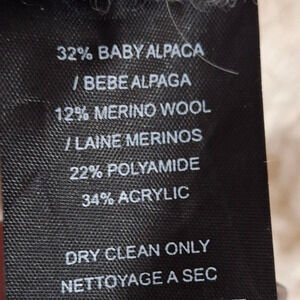 32% BABY ALPACA
/ BEBE ALPAGA
12% MERINO WOOL
/ LAINE MERINOS
22% POLYAMIDE
34% ACRYLIC
DRY CLEAN ONLY
NETTOYAGE A SEC